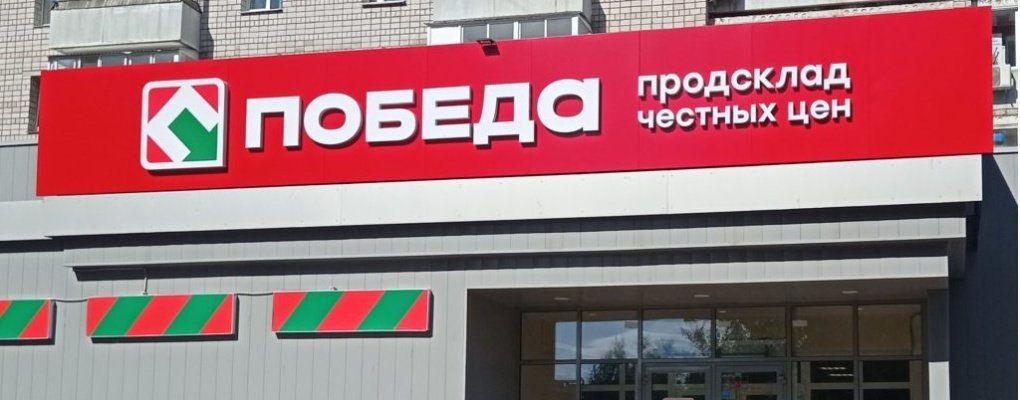 ПОБЕДА
продсклад
честных цен